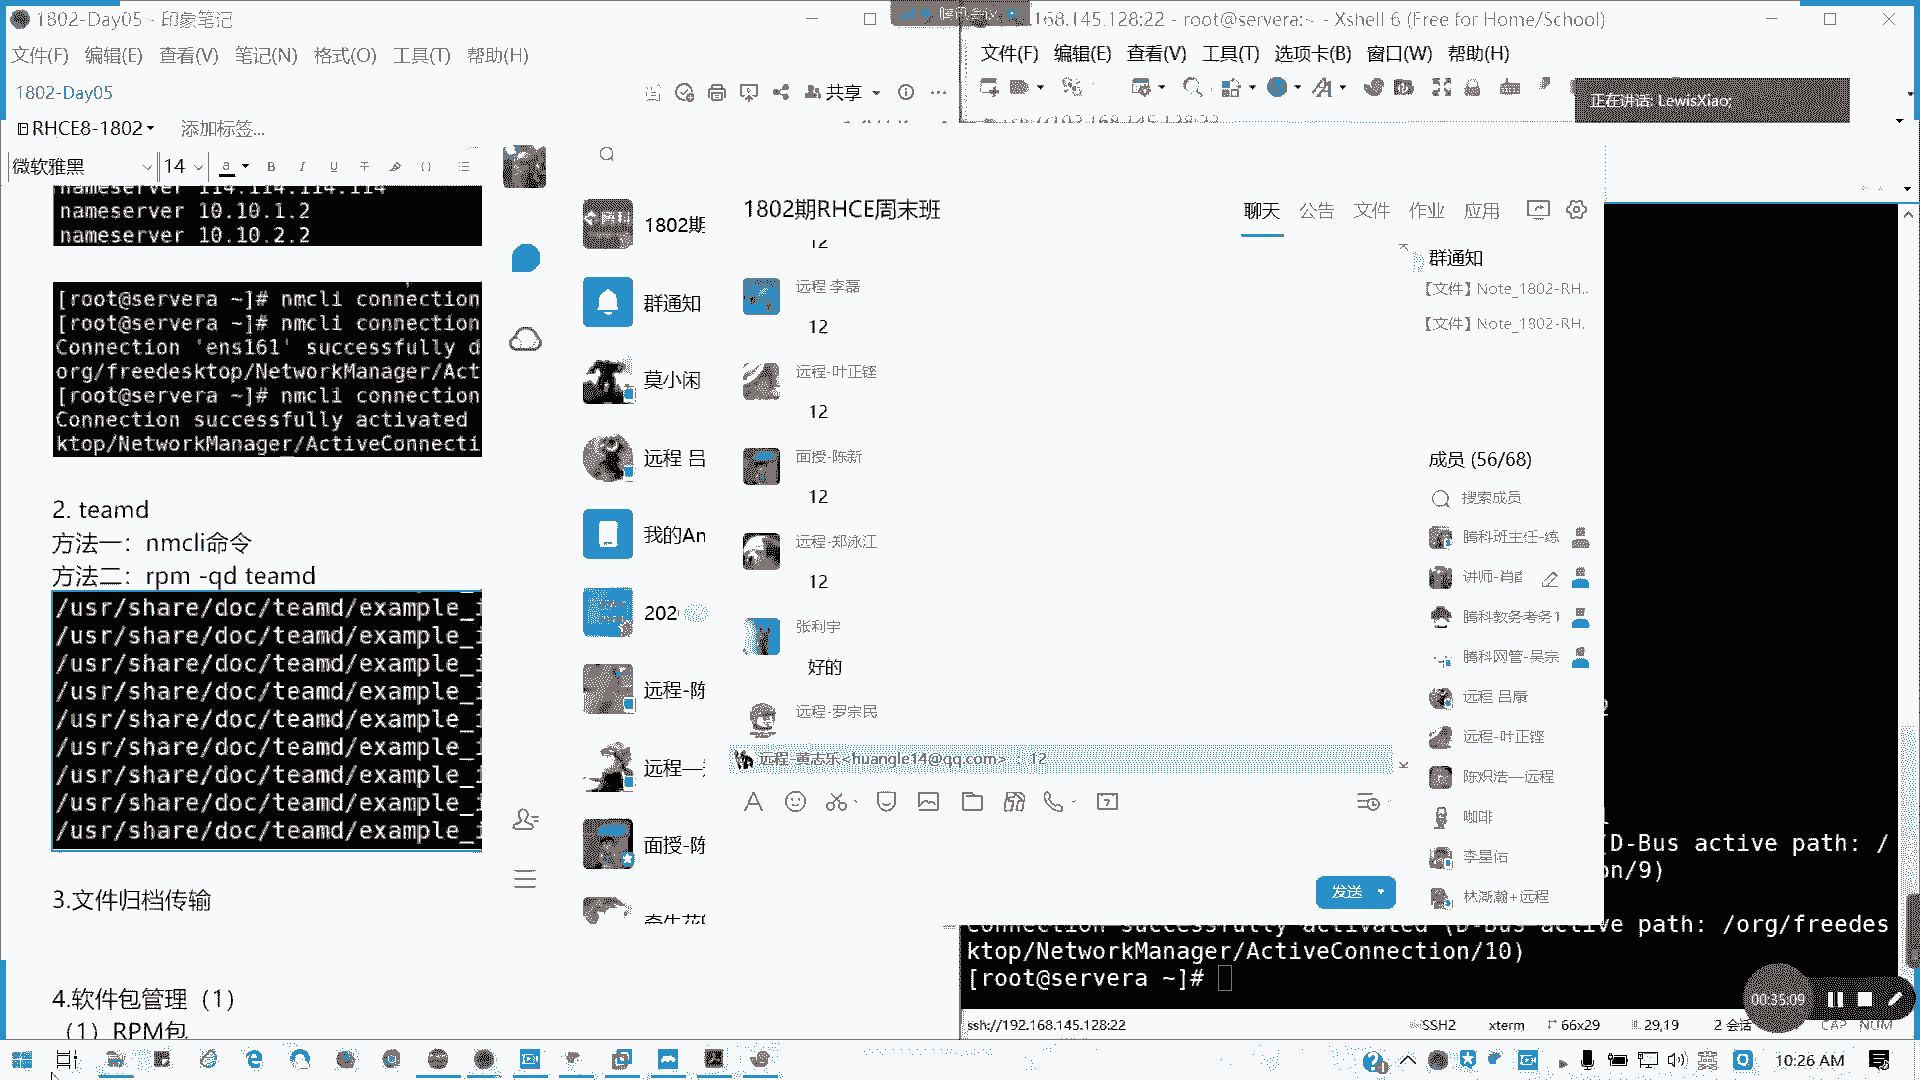 1802-Day05 - 印象笔记
文件(F) 编辑(E) 查看(V) 笔记(N) 格式(O) 工具(T) 帮助(H)
1802-Day05
共享
RHCE8-1802
添加标签...
微软雅黑
14
nameserver 114.114.114.114
nameserver 10.10.1.2
nameserver 10.10.2.2
[root@servera ~]# nmcli connection
[root@servera ~]# nmcli connection
Connection 'ens161' successfully d
org/freedesktop/NetworkManager/Act
[root@servera ~]# nmcli connection
Connection successfully activated
ktop/NetworkManager/ActiveConnecti
2. teamd
方法一：nmcli命令
方法二：rpm -qd teamd
/usr/share/doc/teamd/example_i
/usr/share/doc/teamd/example_
/usr/share/doc/teamd/example_
/usr/share/doc/teamd/example_
/usr/share/doc/teamd/example_
/usr/share/doc/teamd/example_
/usr/share/doc/teamd/example_
/usr/share/doc/teamd/example_
/usr/share/doc/teamd/example_
3.文件归档传输
4.软件包管理（1）
（1）RPM包
腾讯会议
.168.145.128:22 - root@servera:~ - Xshell 6 (Free for Home/School)
文件(F) 编辑(E) 查看(V) 工具(T) 选项卡(B) 窗口(W) 帮助(H)
正在讲话: LewisXiao;
1802期
群通知
莫小闲
远程 吕
我的An
202
远程-陈
远程—
面授-陈
1802期RHCE周末班
聊天 公告 文件 作业 应用
12
远程 李磊
12
远程-叶正铿
12
面授-陈新
12
远程-郑泳江
12
张利宇
好的
远程-罗宗民
远程-黄志乐<huangle14@qq.com> : 12
发送
群通知
【文件】Note_1802-RH..
【文件】Note_1802-RH.
成员 (56/68)
搜索成员
腾科班主任-练
讲师-肖
腾科教务考务1
腾科网管-吴宗
远程 吕康
远程-叶正铿
陈炽浩—远程
咖啡
李星佑
林渐瀚+远程
(D-Bus active path: /
on/9)
Connection successfully activated (D-Bus active path: /org/freedes
ktop/NetworkManager/ActiveConnection/10)
[root@servera ~]#
00:35:09
ssh://192.168.145.128:22
SSH2
xterm
66x29
29,19
2 会话
CAP NUM
10:26 AM